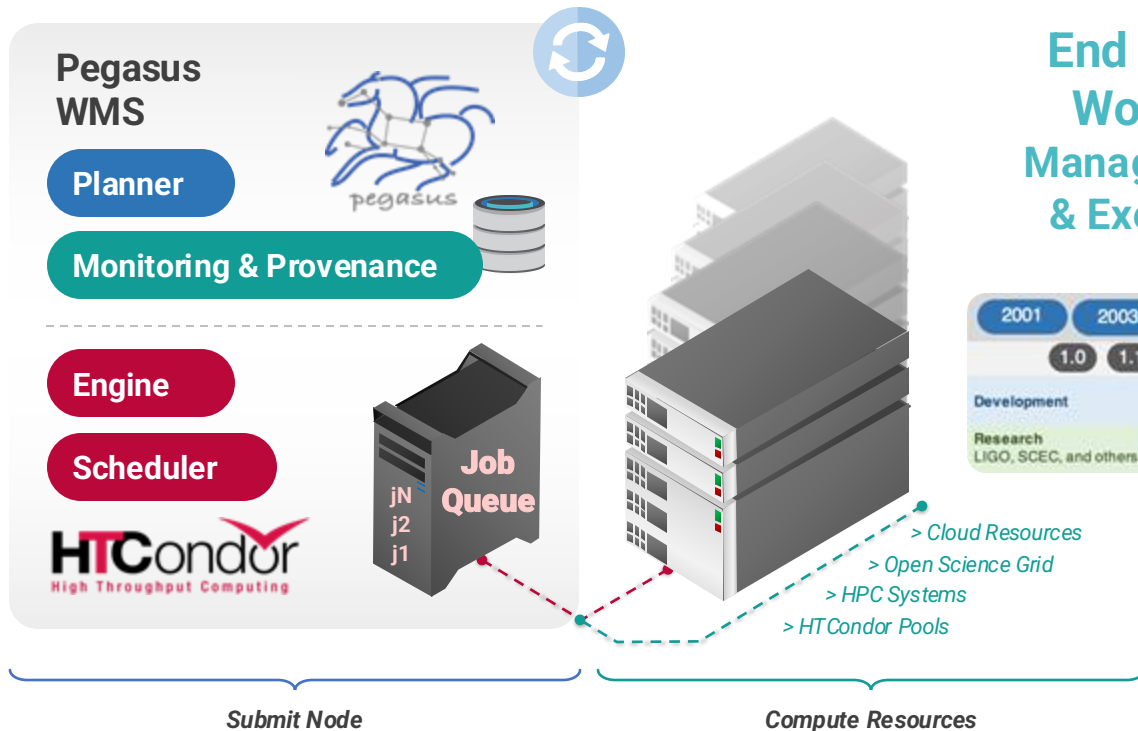 Pegasus
WMS
pegasus
Planner
Monitoring & Provenance
Engine
Scheduler
HTCondor
High Throughput Computing
Job
Queue
jN
j2
j1
End
Wo
Manag
& Exe
2001
2003
1.0
1.1
Development
Research
LIGO, SCEC, and others
> Cloud Resources
> Open Science Grid
> HPC Systems
> HTCondor Pools
Submit Node
Compute Resources